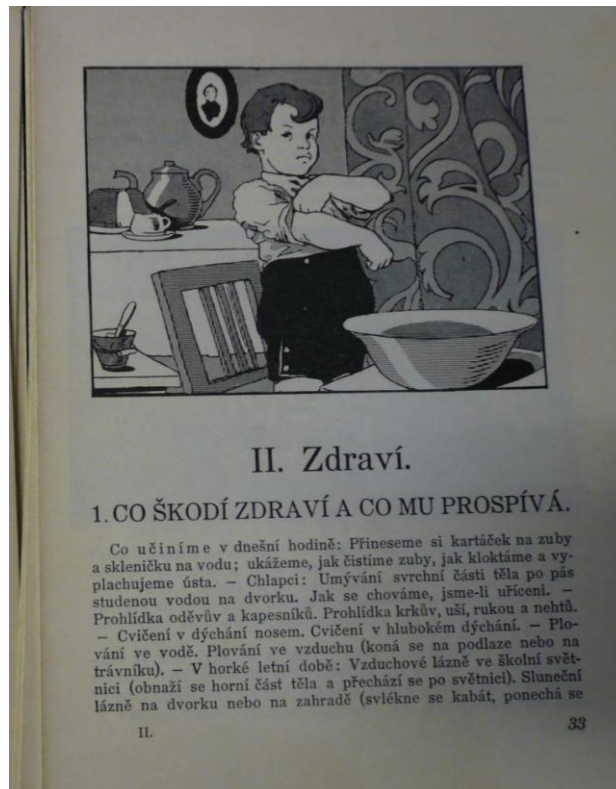 II. Zdraví.
1. CO ŠKODÍ ZDRAVÍ A CO MU PROSPÍVÁ.
Co učiníme v dnešní hodině: Přineseme si kartáček na zuby
a skleničku na vodu; ukážeme, jak čistíme zuby, jak kloktáme a vy-
plachujeme ústa. – Chlapci: Umývání svrchní části těla po pás
studenou vodou na dvorku. Jak se chováme, jsme-li uříceni. –
Prohlídka oděvův a kapesníků. Prohlídka krkův, uší, rukou a nehtů.
– Cvičení v dýchání nosem. Cvičení v hlubokém dýchání. – Plo-
vání ve vodě. Plování ve vzduchu (koná se na podlaze nebo na
trávníku). – V horké letní době: Vzduchové lázně ve školní svět-
nici (obnaží se horní část těla a přechází se po světnici). Sluneční
lázně na dvorku nebo na zahradě (svlékne se kabát, ponechá se
II.
33